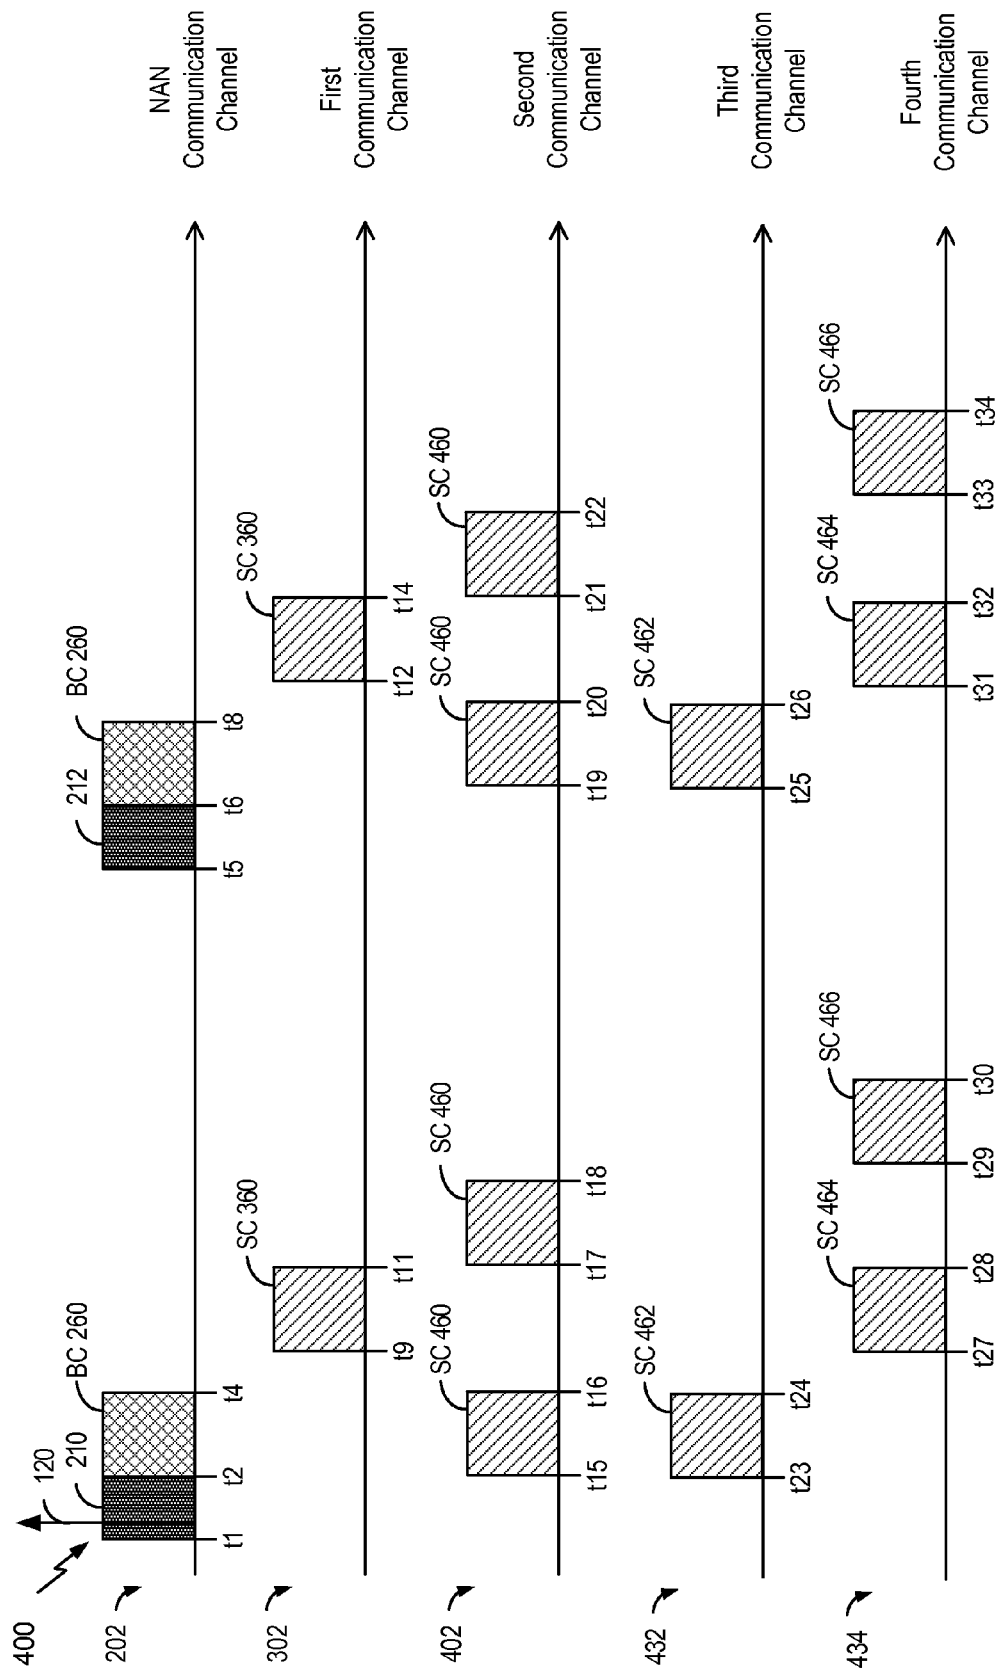 400
120
210
BC 260
212
BC 260
202
t1
t2
t4
t5
t6
t8
NAN
Communication
Channel
SC 360
SC 360
302
t9
t11
t12
t14
First
Communication
Channel
SC 460
SC 460
SC 460
SC 460
402
t15
t16
t17
t18
t19
t20
t21
t22
Second
Communication
Channel
SC 462
SC 462
432
t23
t24
t25
t26
Third
Communication
Channel
SC 464
SC 466
SC 464
SC 466
434
t27
t28
t29
t30
t31
t32
t33
t34
Fourth
Communication
Channel